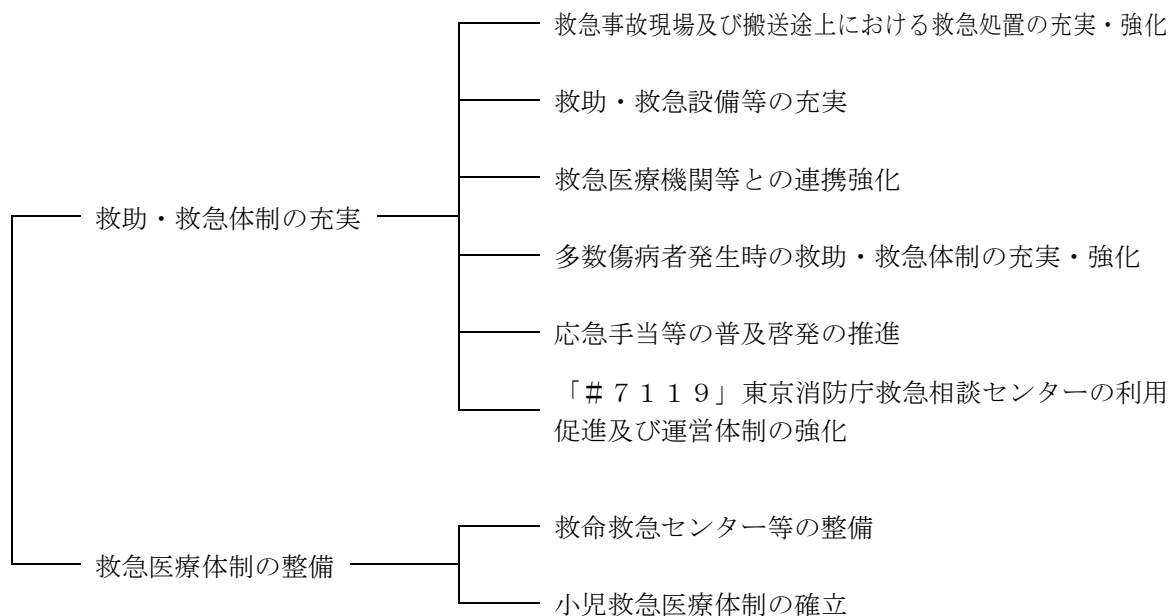 救助・救急体制の充実
救急事故現場及び搬送途上における救急処置の充実・強化
救助・救急設備等の充実
救急医療機関等との連携強化
多数傷病者発生時の救助・救急体制の充実・強化
応急手当等の普及啓発の推進
「＃７１１９」東京消防庁救急相談センターの利用
促進及び運営体制の強化
救急医療体制の整備
救命救急センター等の整備
小児救急医療体制の確立